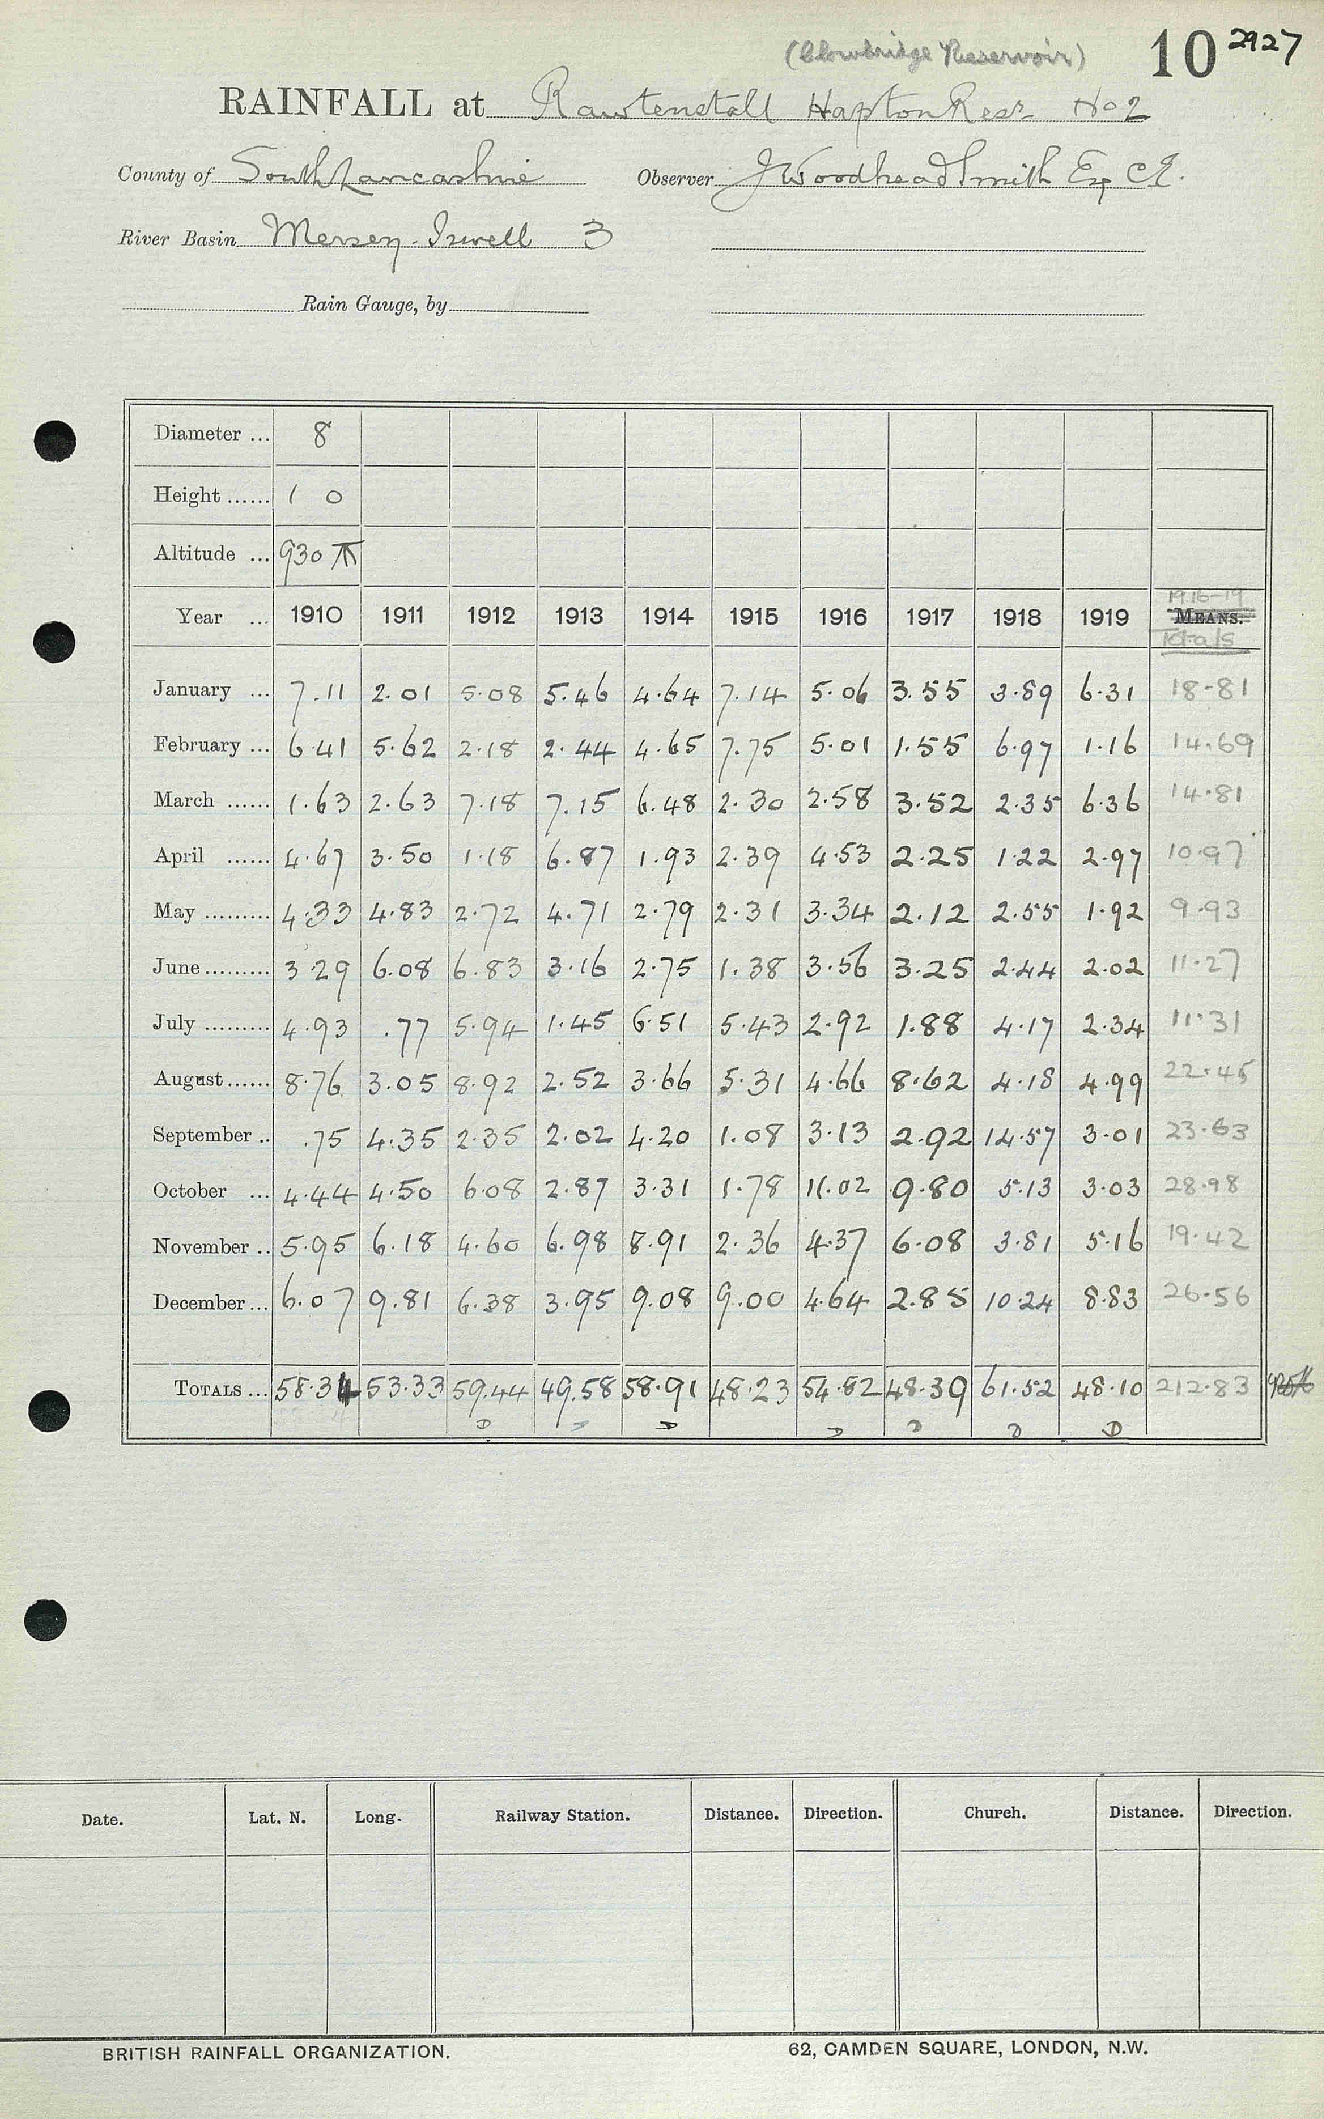 (Clowbridge Reservoir) 10 2927
RAINFALL at Rawtenstall Hapton Resr No 2
County of South Lancashire Observer J Woodhead Smith Esq C.E.
River Basin Mersey-Irwell 3
Rain Gauge, by
Diameter ... 8
Height ...... 1 0
Altitude ... 930
Year ... 1910 1911 1912 1913 1914 1915 1916 1917 1918 1919 1916-19 MEANS. Totals
January ... 7.11 2.01 5.08 5.46 4.64 7.14 5.06 3.55 3.89 6.31 18.81
February ... 6.41 5.62 2.18 2.44 4.65 7.75 5.01 1.55 6.97 1.16 14.69
March ...... 1.63 2.63 7.18 7.15 6.48 2.30 2.58 3.52 2.35 6.36 14.81
April ...... 4.67 3.50 1.18 6.87 1.93 2.39 4.53 2.25 1.22 2.97 10.97
May ......... 4.33 4.83 2.72 4.71 2.79 2.31 3.34 2.12 2.55 1.92 9.93
June ......... 3.29 6.08 6.83 3.16 2.75 1.38 3.56 3.25 2.44 2.02 11.27
July ......... 4.93 .77 5.94 1.45 6.51 5.43 2.92 1.88 4.17 2.34 11.31
August ...... 8.76 3.05 8.92 2.52 3.66 5.31 4.66 8.62 4.18 4.99 22.45
September .. .75 4.35 2.35 2.02 4.20 1.08 3.13 2.92 14.57 3.01 23.63
October ... 4.44 4.50 6.08 2.87 3.31 1.78 11.02 9.80 5.13 3.03 28.98
November .. 5.95 6.18 4.60 6.98 8.91 2.36 4.37 6.08 3.81 5.16 19.42
December ... 6.07 9.81 6.38 3.95 9.08 9.00 4.64 2.85 10.24 8.83 26.56
TOTALS ... 58.34 53.33 59.44 49.58 58.91 48.23 54.82 48.39 61.52 48.10 212.83
D D D D D D D
Date. Lat. N. Long. Railway Station. Distance. Direction. Church. Distance. Direction.
BRITISH RAINFALL ORGANIZATION. 62, CAMDEN SQUARE, LONDON, N.W.